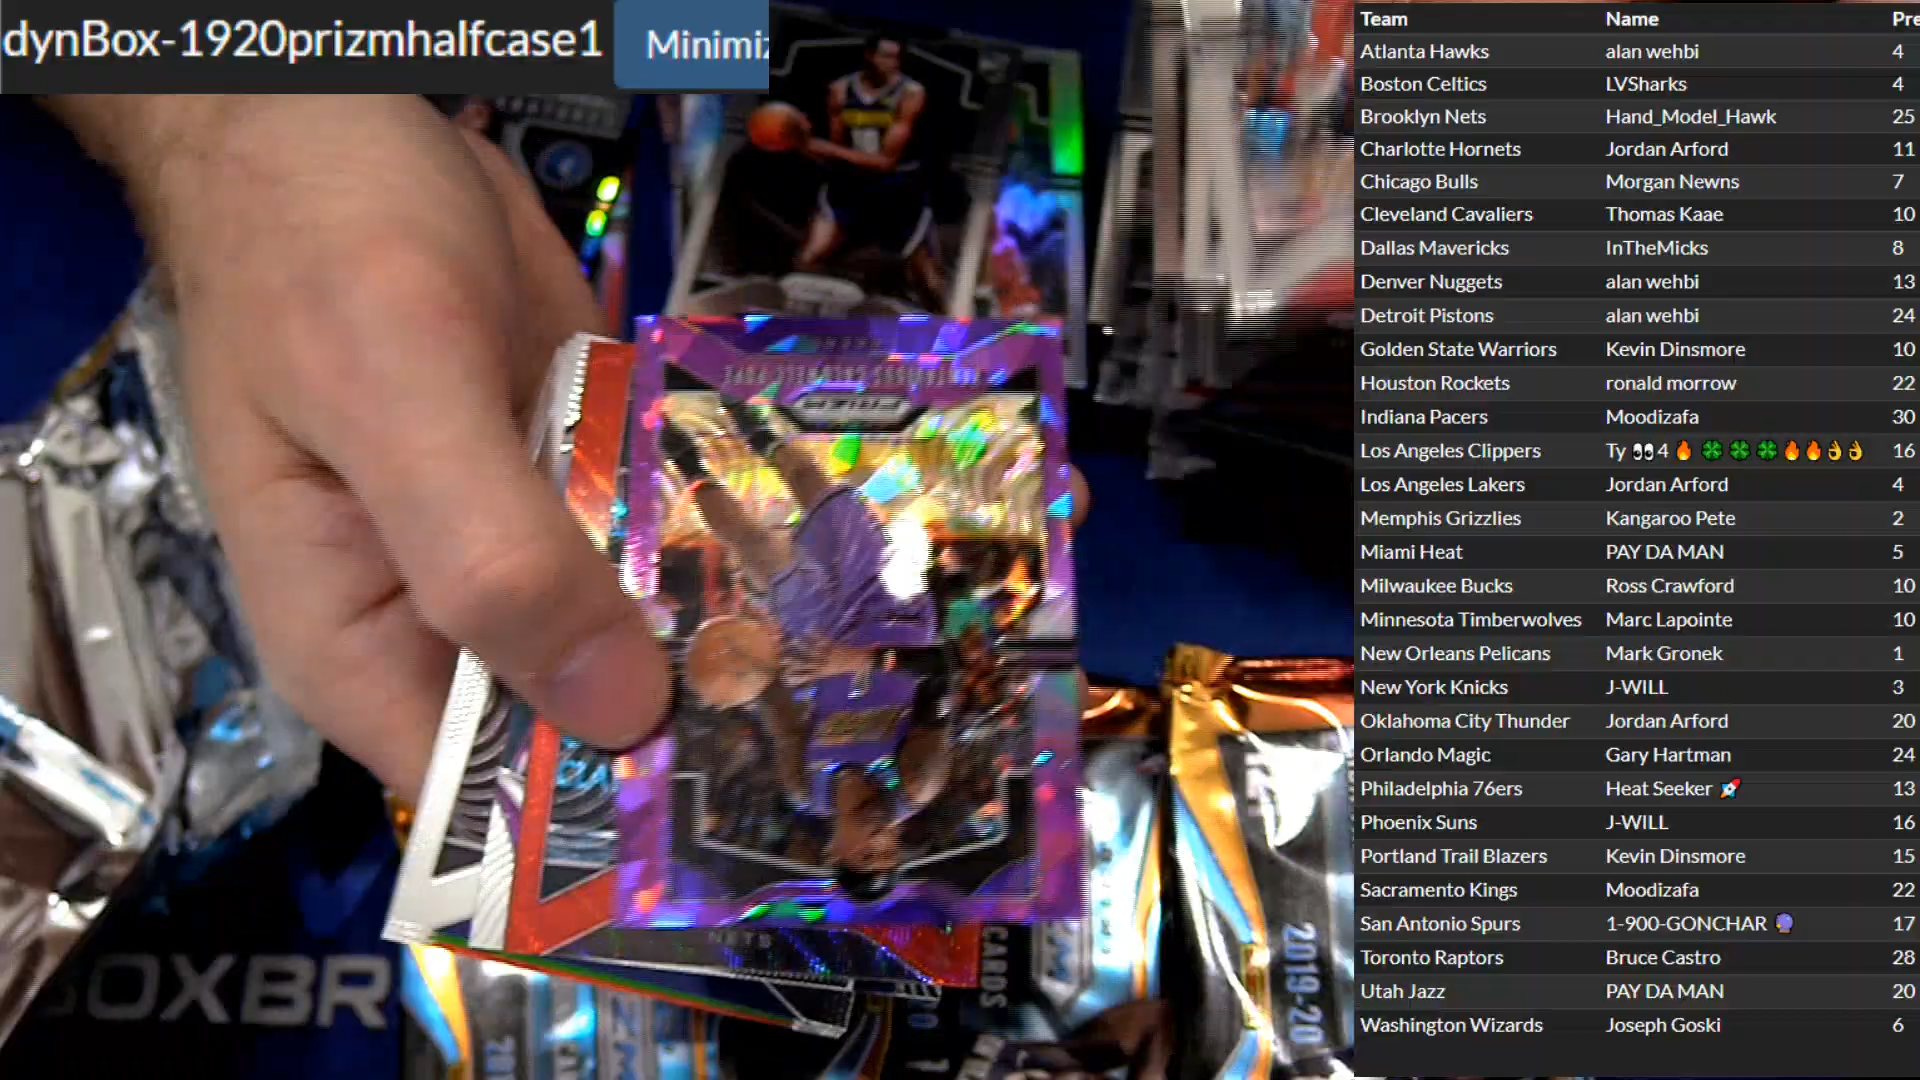 dynBox-1920prizmhalfcase1 Minimiz
Team Name Pre
Atlanta Hawks alan wehbi 4
Boston Celtics LVSharks 4
Brooklyn Nets Hand_Model_Hawk 25
Charlotte Hornets Jordan Arford 11
Chicago Bulls Morgan Newns 7
Cleveland Cavaliers Thomas Kaae 10
Dallas Mavericks InTheMicks 8
Denver Nuggets alan wehbi 13
Detroit Pistons alan wehbi 24
Golden State Warriors Kevin Dinsmore 10
Houston Rockets ronald morrow 22
Indiana Pacers Moodizafa 30
Los Angeles Clippers Ty 👀4 🔥 🍀 🍀 🍀 🔥🔥👌👌 16
Los Angeles Lakers Jordan Arford 4
Memphis Grizzlies Kangaroo Pete 2
Miami Heat PAY DA MAN 5
Milwaukee Bucks Ross Crawford 10
Minnesota Timberwolves Marc Lapointe 10
New Orleans Pelicans Mark Gronek 1
New York Knicks J-WILL 3
Oklahoma City Thunder Jordan Arford 20
Orlando Magic Gary Hartman 24
Philadelphia 76ers Heat Seeker 🚀 13
Phoenix Suns J-WILL 16
Portland Trail Blazers Kevin Dinsmore 15
Sacramento Kings Moodizafa 22
San Antonio Spurs 1-900-GONCHAR 🔮 17
Toronto Raptors Bruce Castro 28
Utah Jazz PAY DA MAN 20
Washington Wizards Joseph Goski 6
PRIZM
NETS
CARDS
2019-20
OXBR